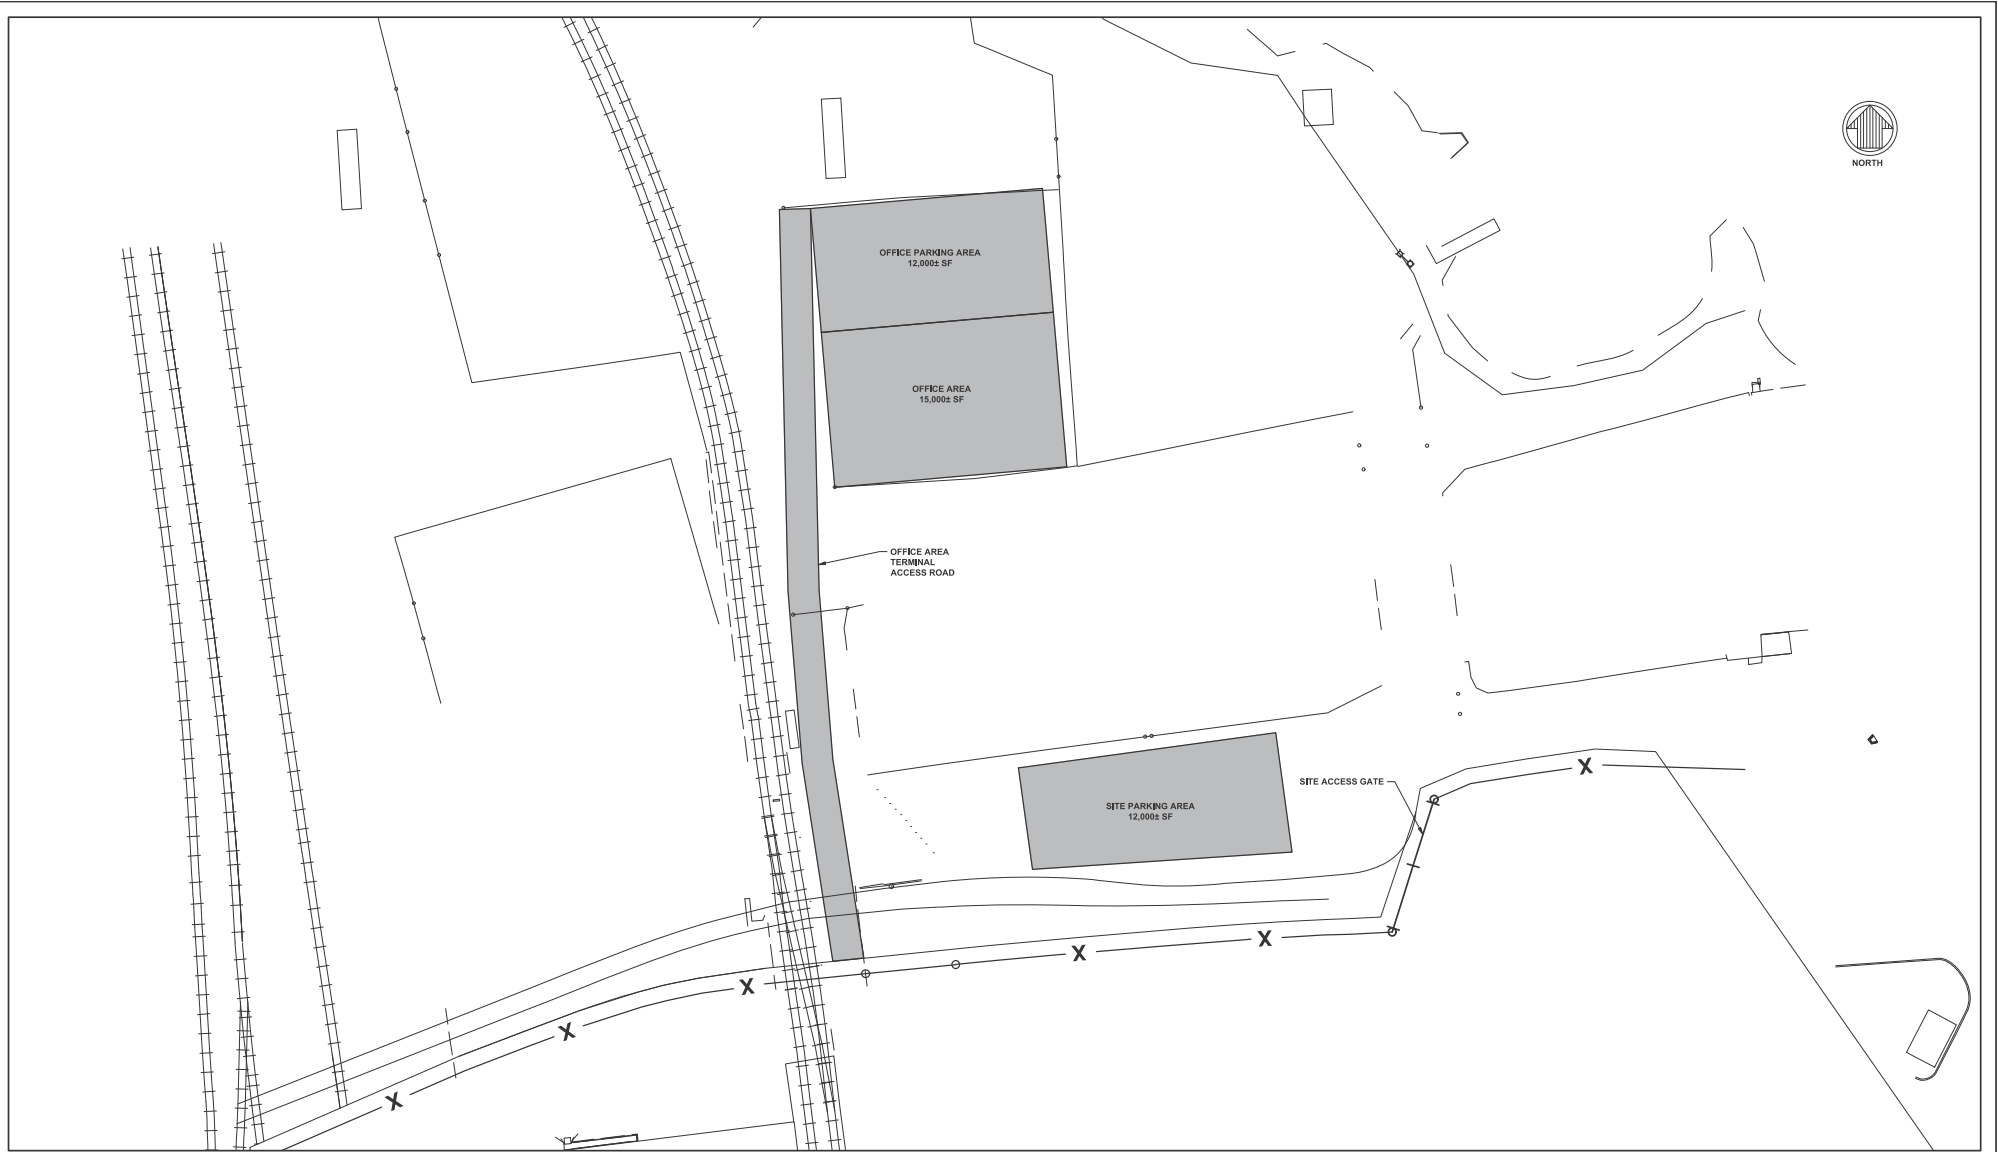 NORTH
OFFICE PARKING AREA
12,000± SF
OFFICE AREA
15,000± SF
OFFICE AREA
TERMINAL
ACCESS ROAD
SITE ACCESS GATE
SITE PARKING AREA
12,000± SF
X
X
X
X
X
X